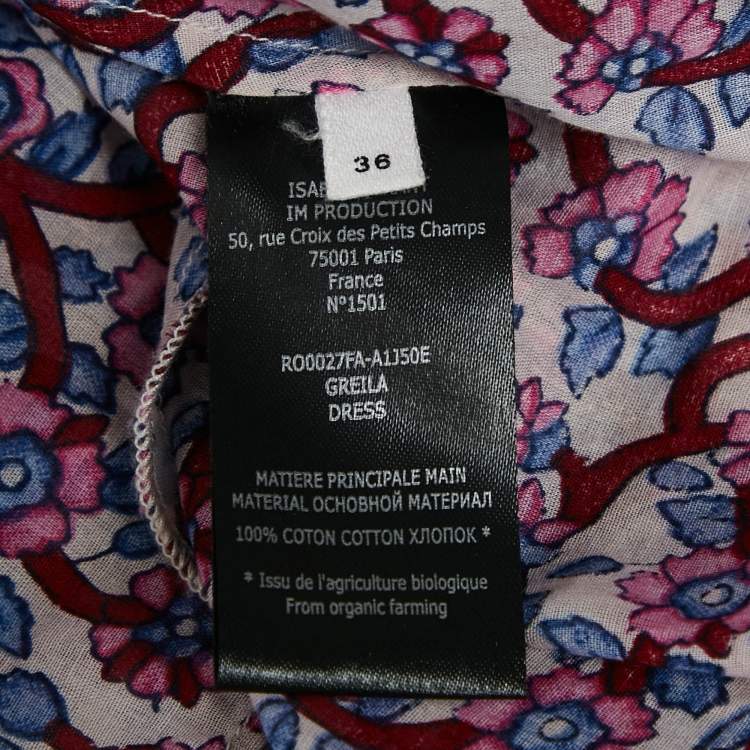 36
IM PRODUCTION
50, rue Croix des Petits Champs
75001 Paris
France
N°1501
RO0027FA-A1J50E
GREILA
DRESS
MATIERE PRINCIPALE MAIN
MATERIAL ОСНОВНОЙ МАТЕРИАЛ
100% COTON COTTON ХЛОПОК *
* Issu de l'agriculture biologique
From organic farming